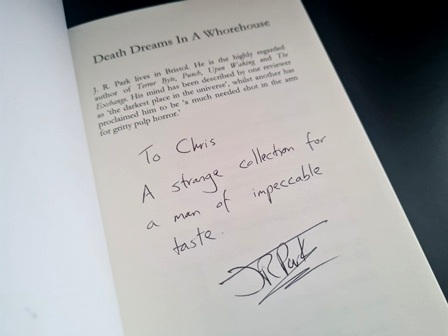 Death Dreams In A Whorehouse
J. R. Park lives in Bristol. He is the highly regarded
author of Terror Byte, Punch, Upon Waking and The
Exchange. His mind has been described by one reviewer
as 'the darkest place in the universe', whilst another has
proclaimed him to be 'a much needed shot in the arm
for gritty pulp horror.'
To Chris
A strange collection for
a man of impeccable
taste.
J R Park